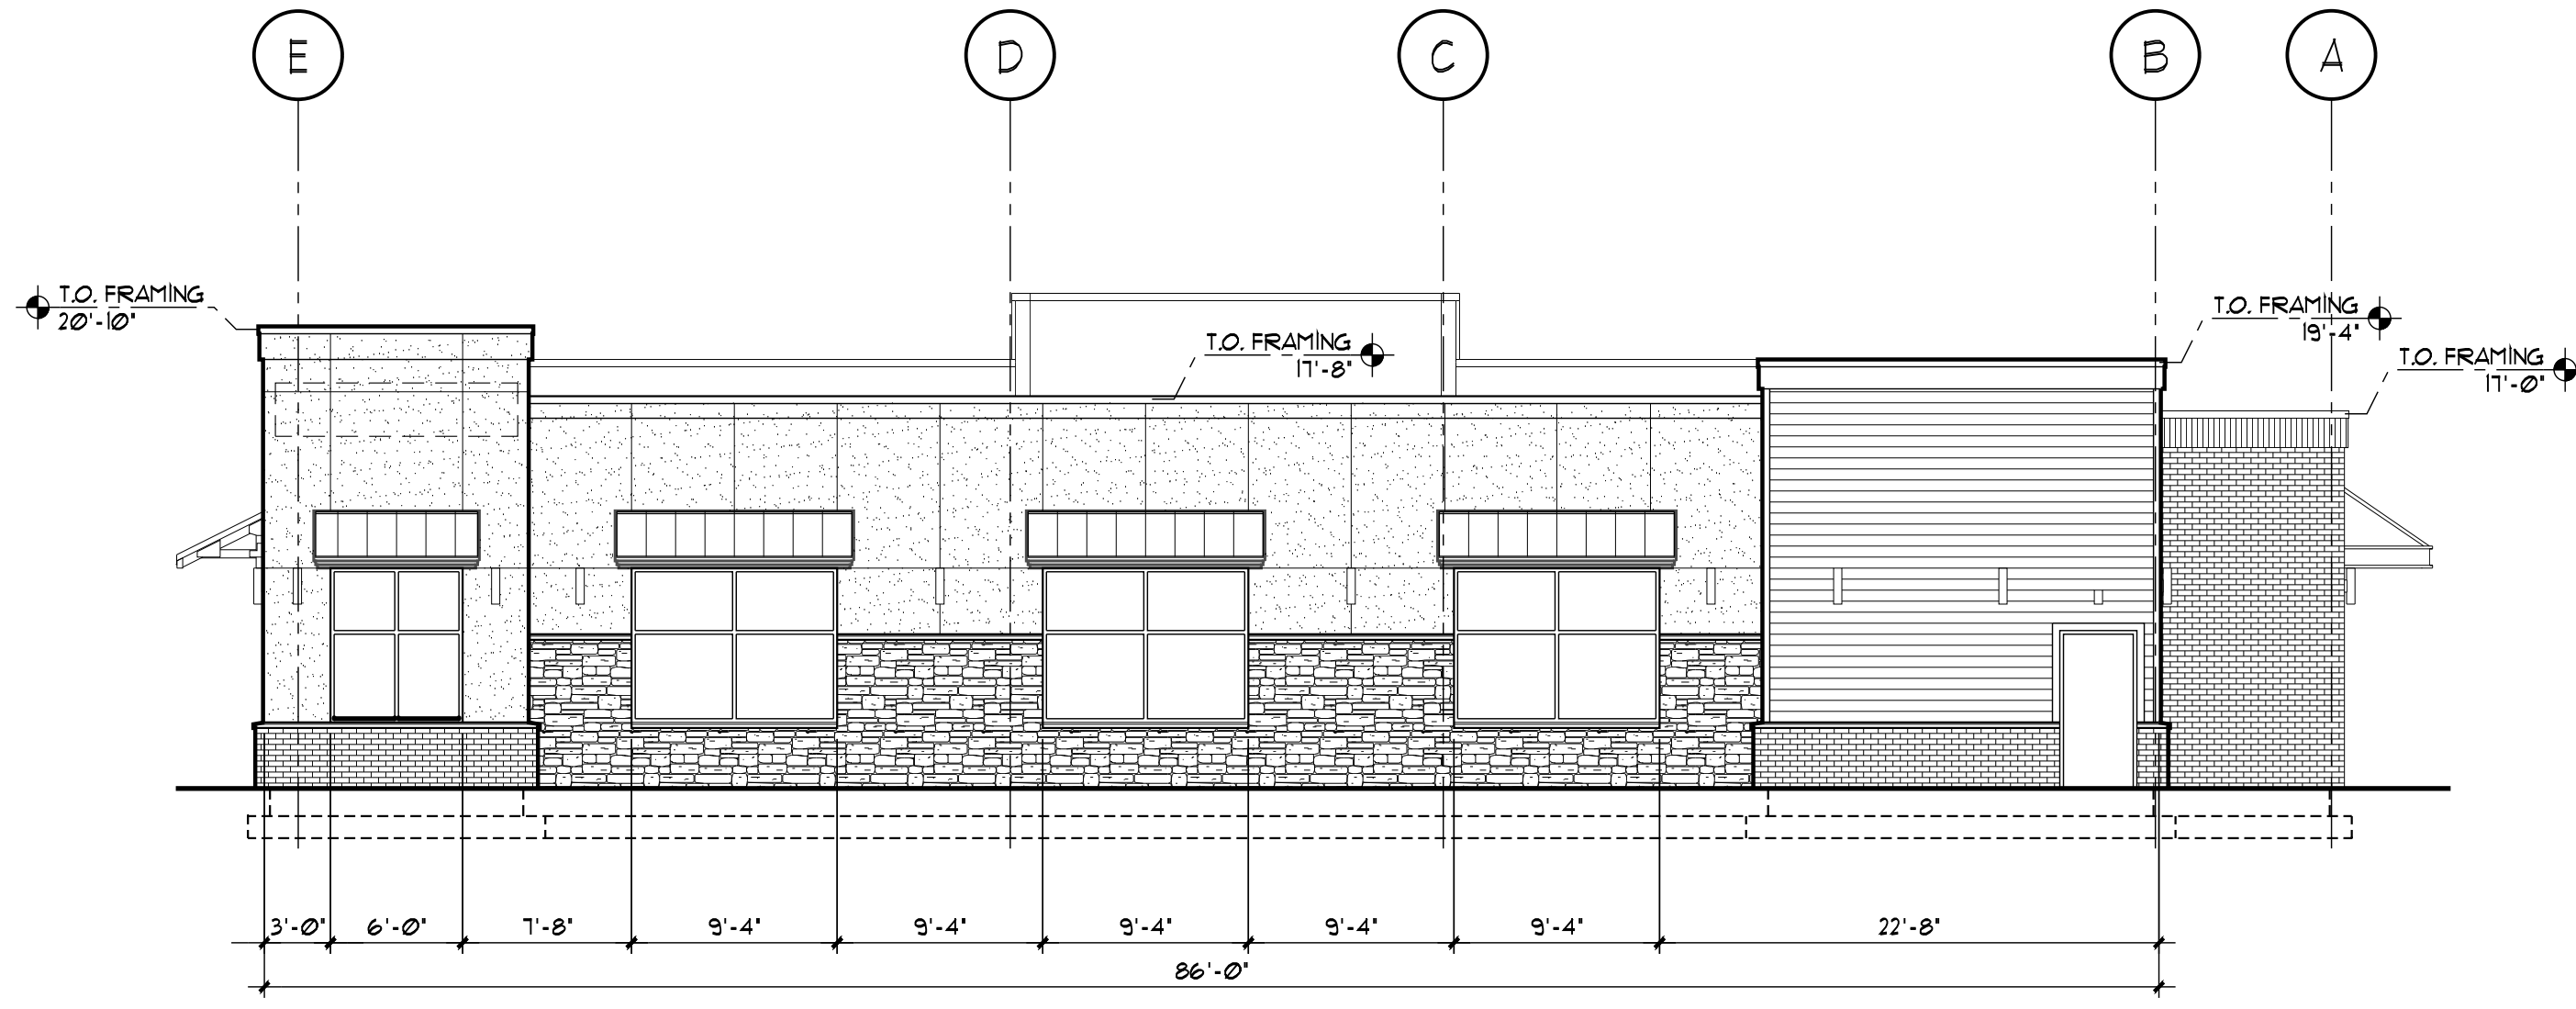 E D C B A
T.O. FRAMING
20'-10"
T.O. FRAMING
19'-4"
T.O. FRAMING
17'-8"
T.O. FRAMING
17'-0"
3'-0" 6'-0" 7'-8" 9'-4" 9'-4" 9'-4" 9'-4" 9'-4" 22'-8"
86'-0"